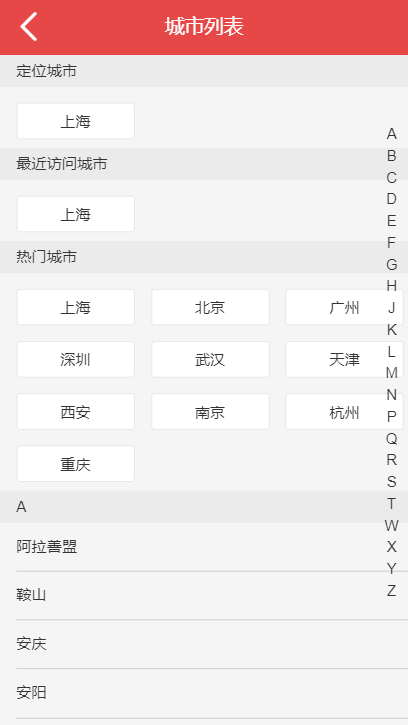 城市列表
定位城市
上海
最近访问城市
上海
热门城市
上海 北京 广州
深圳 武汉 天津
西安 南京 杭州
重庆
A
阿拉善盟
鞍山
安庆
安阳
A
B
C
D
E
F
G
H
J
K
L
M
N
P
Q
R
S
T
W
X
Y
Z